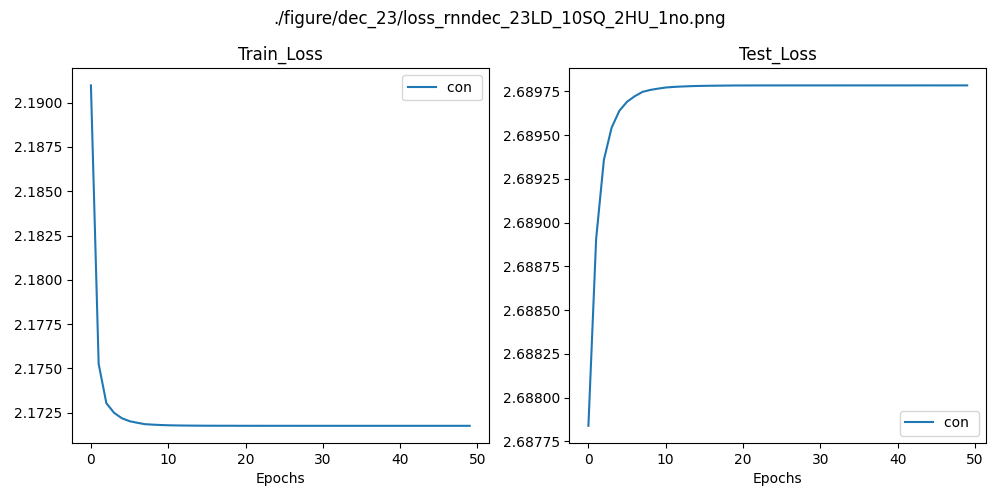 ./figure/dec_23/loss_rnndec_23LD_10SQ_2HU_1no.png
Train_Loss
con
2.1900
2.1875
2.1850
2.1825
2.1800
2.1775
2.1750
2.1725
0 10 20 30 40 50
Epochs
Test_Loss
2.68975
2.68950
2.68925
2.68900
2.68875
2.68850
2.68825
2.68800
2.68775
con
0 10 20 30 40 50
Epochs